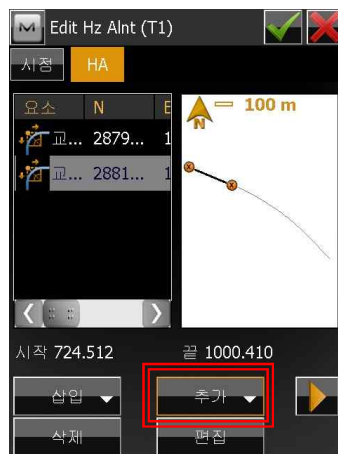 Edit Hz Alnt (T1)
시점 HA
요소 N E
교... 2879... 1
교... 2881... 1
100 m
N
시작 724.512 끝 1000.410
삽입 추가
삭제 편집